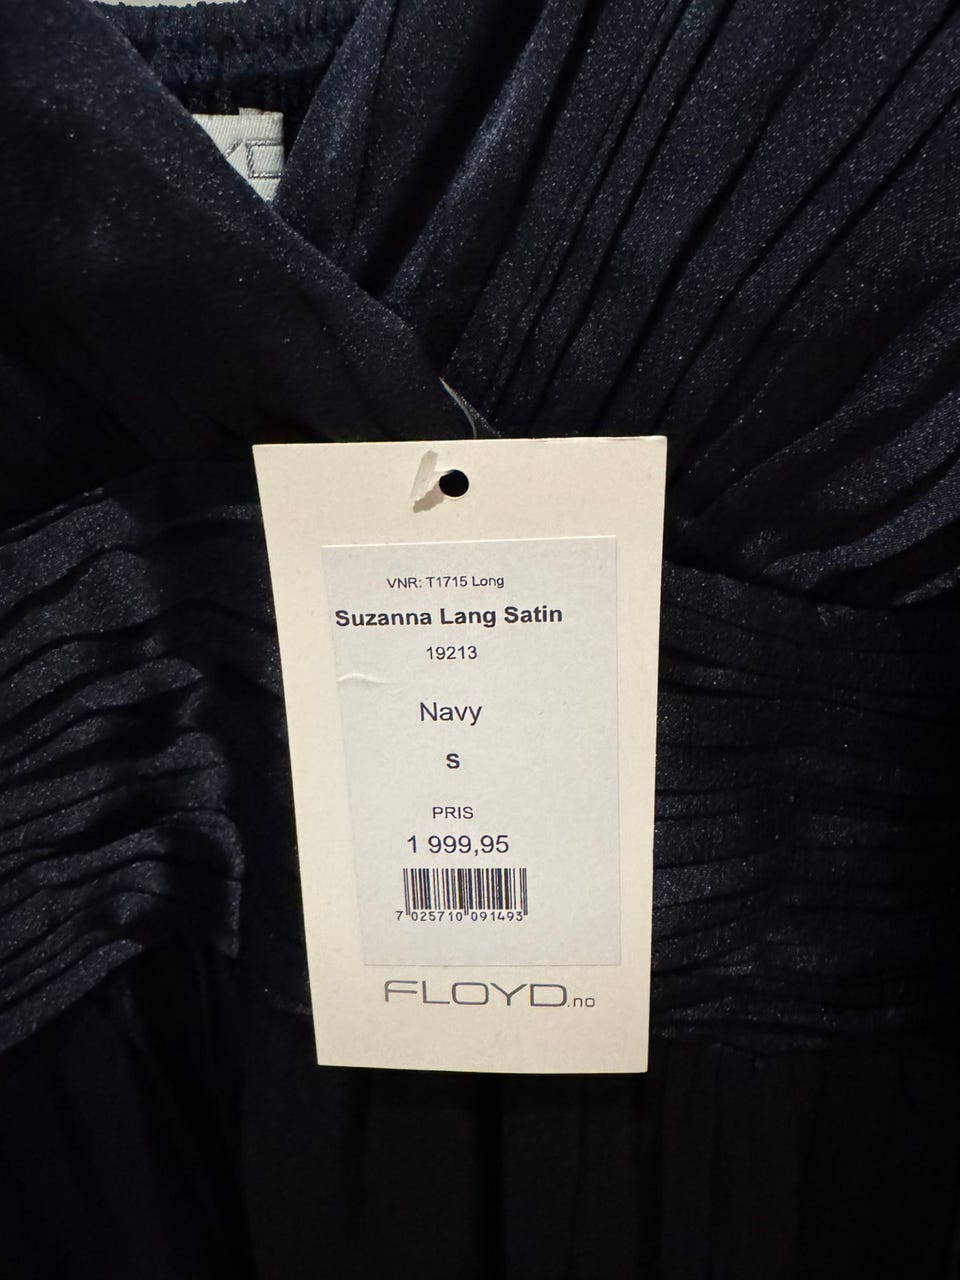 VNR: T1715 Long
Suzanna Lang Satin
19213
Navy
S
PRIS
1 999,95
7 025710 091493
FLOYD.no